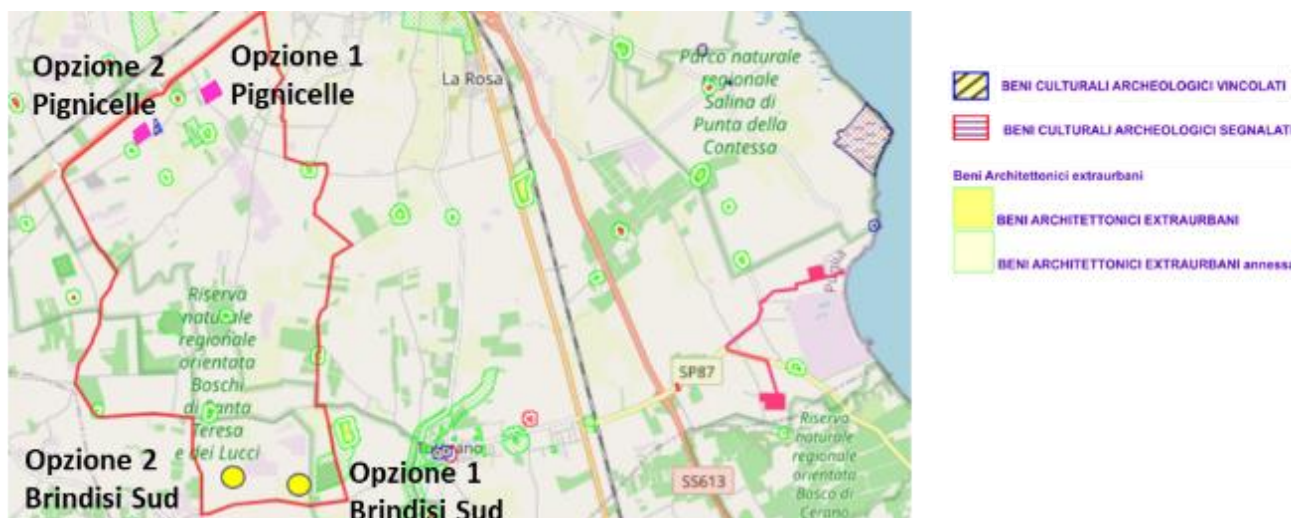 Opzione 2
Pignicelle
Opzione 1
Pignicelle
La Rosa
Parco naturale
regionale
Salina di
Punta della
Contessa
Riserva
naturale
regionale
orientata
Boschi
di Santa
Teresa
e dei Lucci
SP87
SS613
Riserva
naturale
regionale
orientata
Bosco di
Cerano
Opzione 2
Brindisi Sud
Opzione 1
Brindisi Sud
BENI CULTURALI ARCHEOLOGICI VINCOLATI
BENI CULTURALI ARCHEOLOGICI SEGNALATI
Beni Architettonici extraurbani
BENI ARCHITETTONICI EXTRAURBANI
BENI ARCHITETTONICI EXTRAURBANI annessa